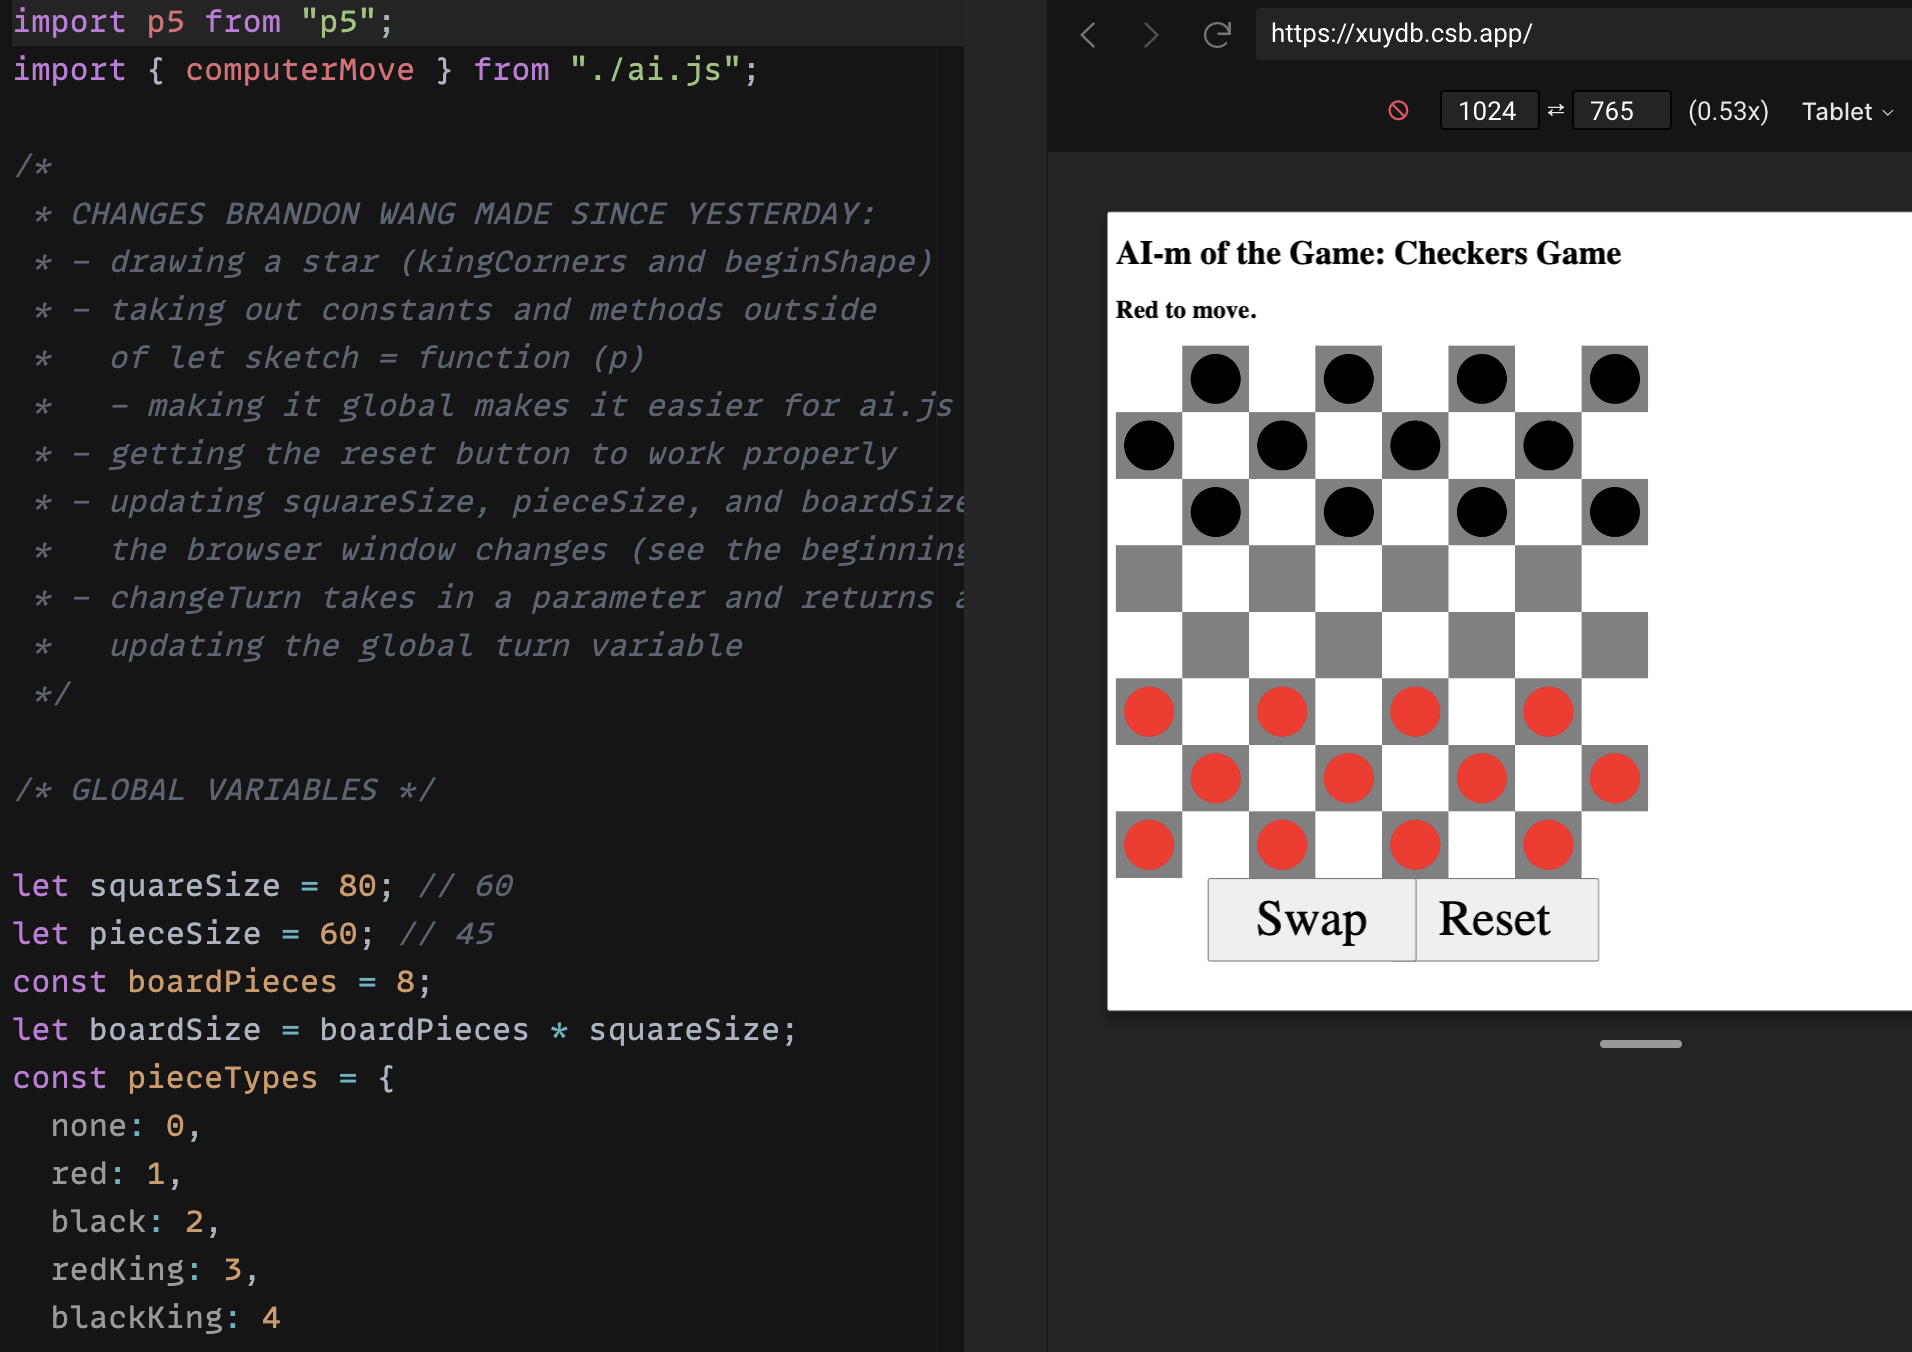 import p5 from "p5";
import { computerMove } from "./ai.js";
/*
* CHANGES BRANDON WANG MADE SINCE YESTERDAY:
* - drawing a star (kingCorners and beginShape)
* - taking out constants and methods outside
*   of let sketch = function (p)
*   - making it global makes it easier for ai.js
* - getting the reset button to work properly
* - updating squareSize, pieceSize, and boardSize
*   the browser window changes (see the beginning
* - changeTurn takes in a parameter and returns a
*   updating the global turn variable
*/
/* GLOBAL VARIABLES */
let squareSize = 80; // 60
let pieceSize = 60; // 45
const boardPieces = 8;
let boardSize = boardPieces * squareSize;
const pieceTypes = {
none: 0,
red: 1,
black: 2,
redKing: 3,
blackKing: 4
https://xuydb.csb.app/
1024 ⇄ 765 (0.53x) Tablet
AI-m of the Game: Checkers Game
Red to move.
Swap Reset